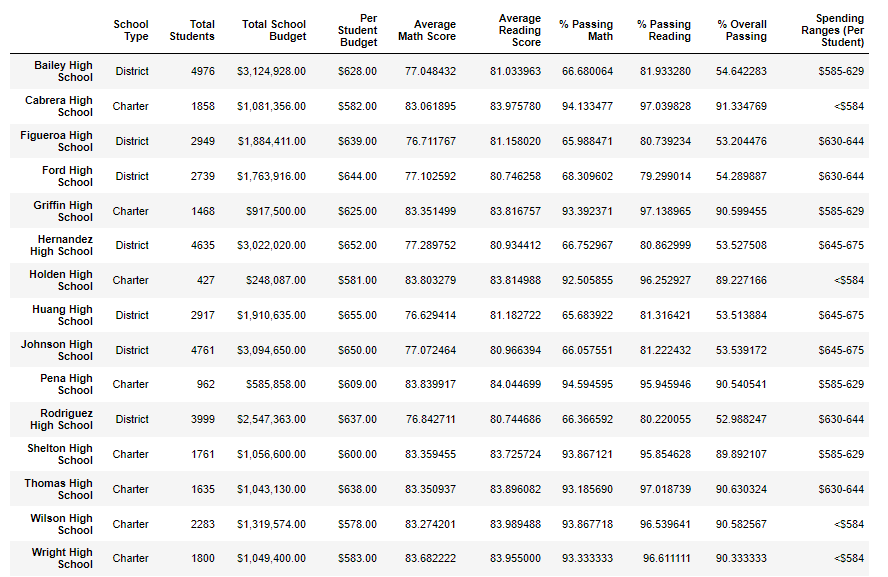 School Type Total Students Total School Budget Per Student Budget Average Math Score Average Reading Score % Passing Math % Passing Reading % Overall Passing Spending Ranges (Per Student)
Bailey High School District 4976 $3,124,928.00 $628.00 77.048432 81.033963 66.680064 81.933280 54.642283 $585-629
Cabrera High School Charter 1858 $1,081,356.00 $582.00 83.061895 83.975780 94.133477 97.039828 91.334769 <$584
Figueroa High School District 2949 $1,884,411.00 $639.00 76.711767 81.158020 65.988471 80.739234 53.204476 $630-644
Ford High School District 2739 $1,763,916.00 $644.00 77.102592 80.746258 68.309602 79.299014 54.289887 $630-644
Griffin High School Charter 1468 $917,500.00 $625.00 83.351499 83.816757 93.392371 97.138965 90.599455 $585-629
Hernandez High School District 4635 $3,022,020.00 $652.00 77.289752 80.934412 66.752967 80.862999 53.527508 $645-675
Holden High School Charter 427 $248,087.00 $581.00 83.803279 83.814988 92.505855 96.252927 89.227166 <$584
Huang High School District 2917 $1,910,635.00 $655.00 76.629414 81.182722 65.683922 81.316421 53.513884 $645-675
Johnson High School District 4761 $3,094,650.00 $650.00 77.072464 80.966394 66.057551 81.222432 53.539172 $645-675
Pena High School Charter 962 $585,858.00 $609.00 83.839917 84.044699 94.594595 95.945946 90.540541 $585-629
Rodriguez High School District 3999 $2,547,363.00 $637.00 76.842711 80.744686 66.366592 80.220055 52.988247 $630-644
Shelton High School Charter 1761 $1,056,600.00 $600.00 83.359455 83.725724 93.867121 95.854628 89.892107 $585-629
Thomas High School Charter 1635 $1,043,130.00 $638.00 83.350937 83.896082 93.185690 97.018739 90.630324 $630-644
Wilson High School Charter 2283 $1,319,574.00 $578.00 83.274201 83.989488 93.867718 96.539641 90.582567 <$584
Wright High School Charter 1800 $1,049,400.00 $583.00 83.682222 83.955000 93.333333 96.611111 90.333333 <$584